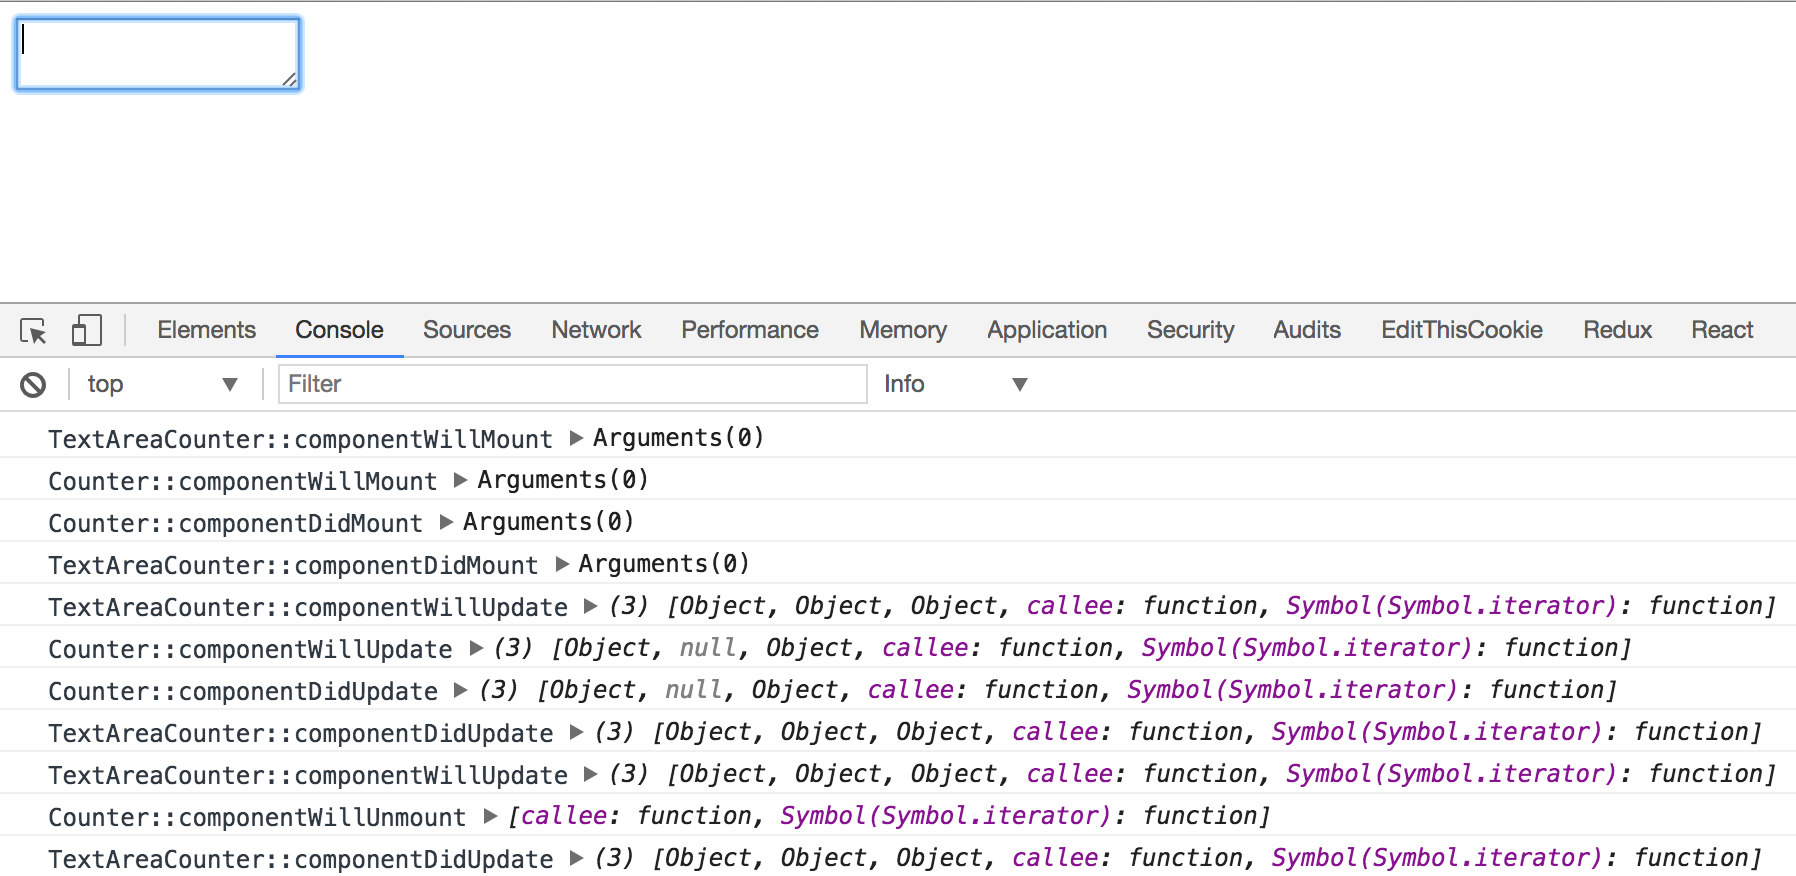 Elements Console Sources Network Performance Memory Application Security Audits EditThisCookie Redux React
top Filter Info
TextAreaCounter::componentWillMount Arguments(0)
Counter::componentWillMount Arguments(0)
Counter::componentDidMount Arguments(0)
TextAreaCounter::componentDidMount Arguments(0)
TextAreaCounter::componentWillUpdate (3) [Object, Object, Object, callee: function, Symbol(Symbol.iterator): function]
Counter::componentWillUpdate (3) [Object, null, Object, callee: function, Symbol(Symbol.iterator): function]
Counter::componentDidUpdate (3) [Object, null, Object, callee: function, Symbol(Symbol.iterator): function]
TextAreaCounter::componentDidUpdate (3) [Object, Object, Object, callee: function, Symbol(Symbol.iterator): function]
TextAreaCounter::componentWillUpdate (3) [Object, Object, Object, callee: function, Symbol(Symbol.iterator): function]
Counter::componentWillUnmount [callee: function, Symbol(Symbol.iterator): function]
TextAreaCounter::componentDidUpdate (3) [Object, Object, Object, callee: function, Symbol(Symbol.iterator): function]